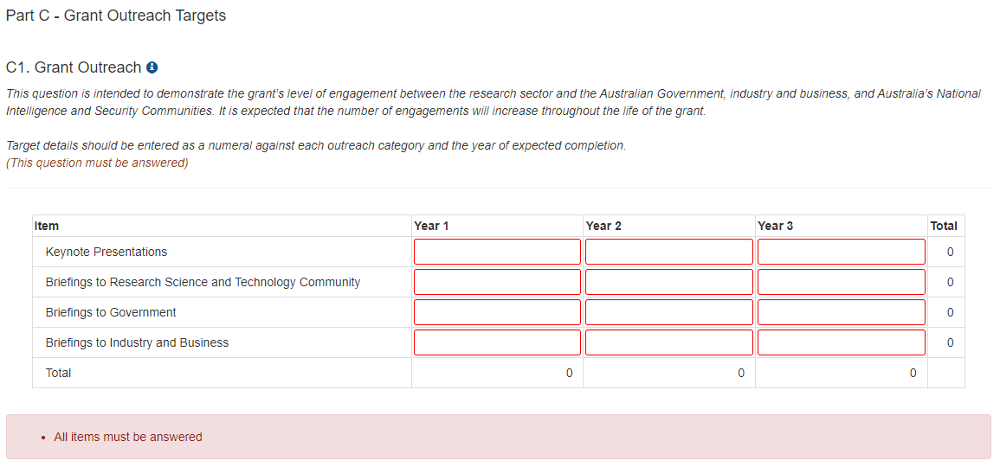 Part C - Grant Outreach Targets
C1. Grant Outreach
This question is intended to demonstrate the grant's level of engagement between the research sector and the Australian Government, industry and business, and Australia's National
Intelligence and Security Communities. It is expected that the number of engagements will increase throughout the life of the grant.
Target details should be entered as a numeral against each outreach category and the year of expected completion.
(This question must be answered)
Item Year 1 Year 2 Year 3 Total
Keynote Presentations 0
Briefings to Research Science and Technology Community 0
Briefings to Government 0
Briefings to Industry and Business 0
Total 0 0 0
• All items must be answered